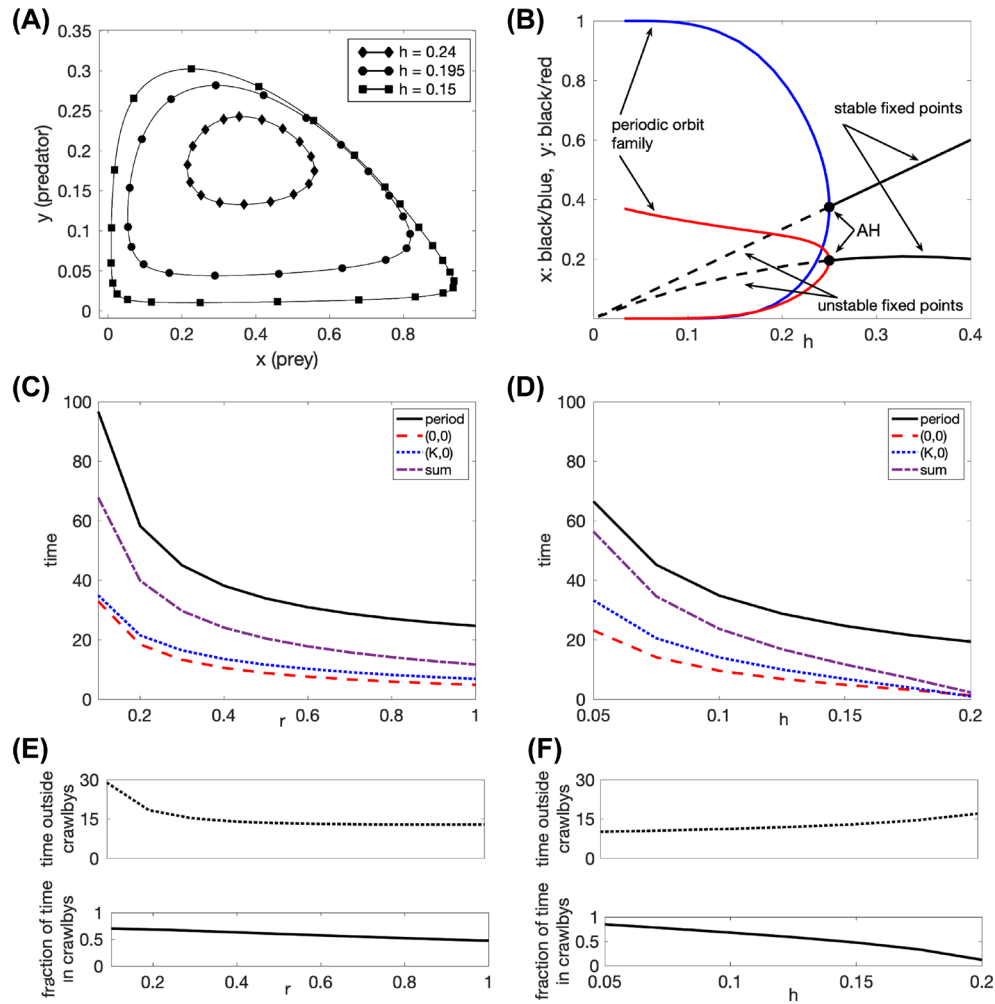 (A)
0.35
0.3
0.25
0.2
0.15
0.1
0.05
0
y (predator)
0
0.2
0.4
0.6
0.8
x (prey)
h = 0.24
h = 0.195
h = 0.15
(B)
1
0.8
0.6
0.4
0.2
x: black/blue, y: black/red
periodic orbit
family
stable fixed points
AH
unstable fixed points
0
0.1
0.2
0.3
0.4
h
(C)
100
80
60
40
20
0
time
period
(0,0)
(K,0)
sum
0.2
0.4
0.6
0.8
1
r
(D)
100
80
60
40
20
0
time
period
(0,0)
(K,0)
sum
0.05
0.1
0.15
0.2
h
(E)
time outside
crawlbys
30
15
0
fraction of time
in crawlbys
1
0.5
0
0.2
0.4
0.6
0.8
1
r
(F)
time outside
crawlbys
30
15
0
fraction of time
in crawlbys
1
0.5
0
0.05
0.1
0.15
0.2
h